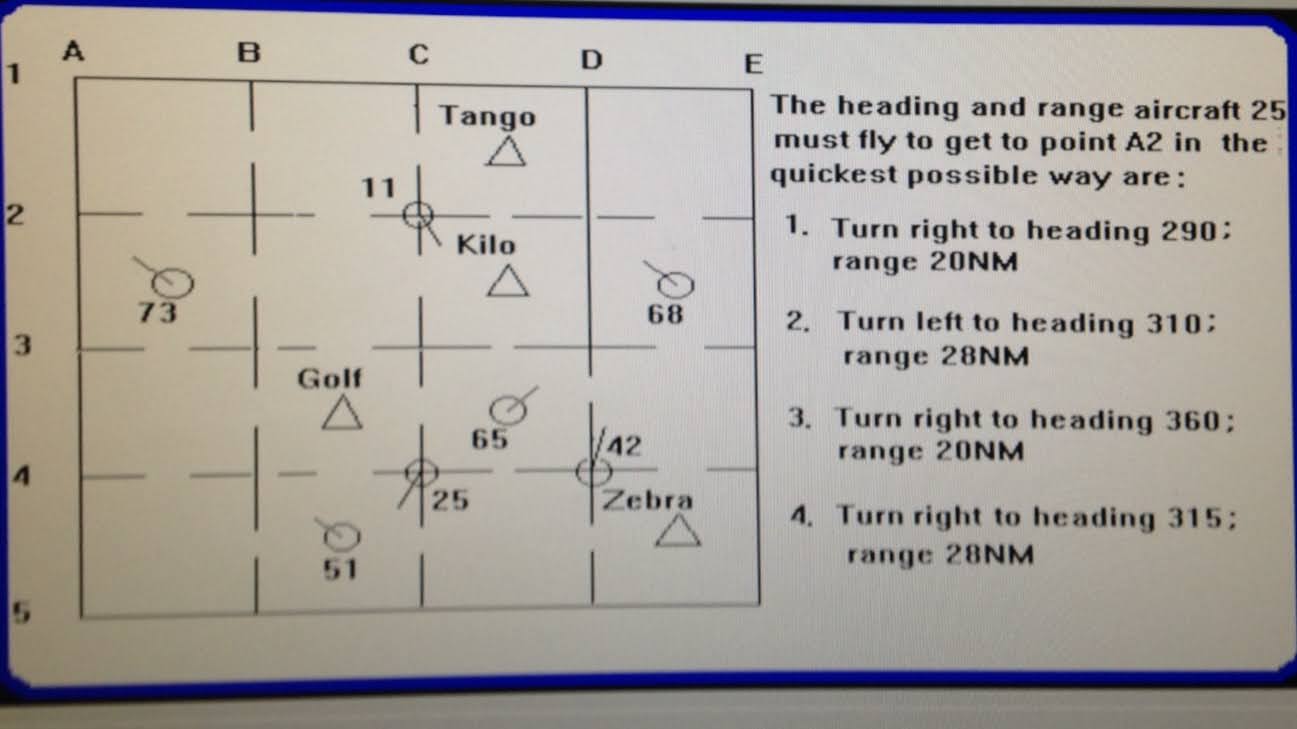 A B C D E
1
Tango
The heading and range aircraft 25
must fly to get to point A2 in the
quickest possible way are:
11
2
1. Turn right to heading 290;
range 20NM
Kilo
73
68
2. Turn left to heading 310;
range 28NM
3
Golf
3. Turn right to heading 360;
range 20NM
65
42
4
25
Zebra
4. Turn right to heading 315;
range 28NM
51
5